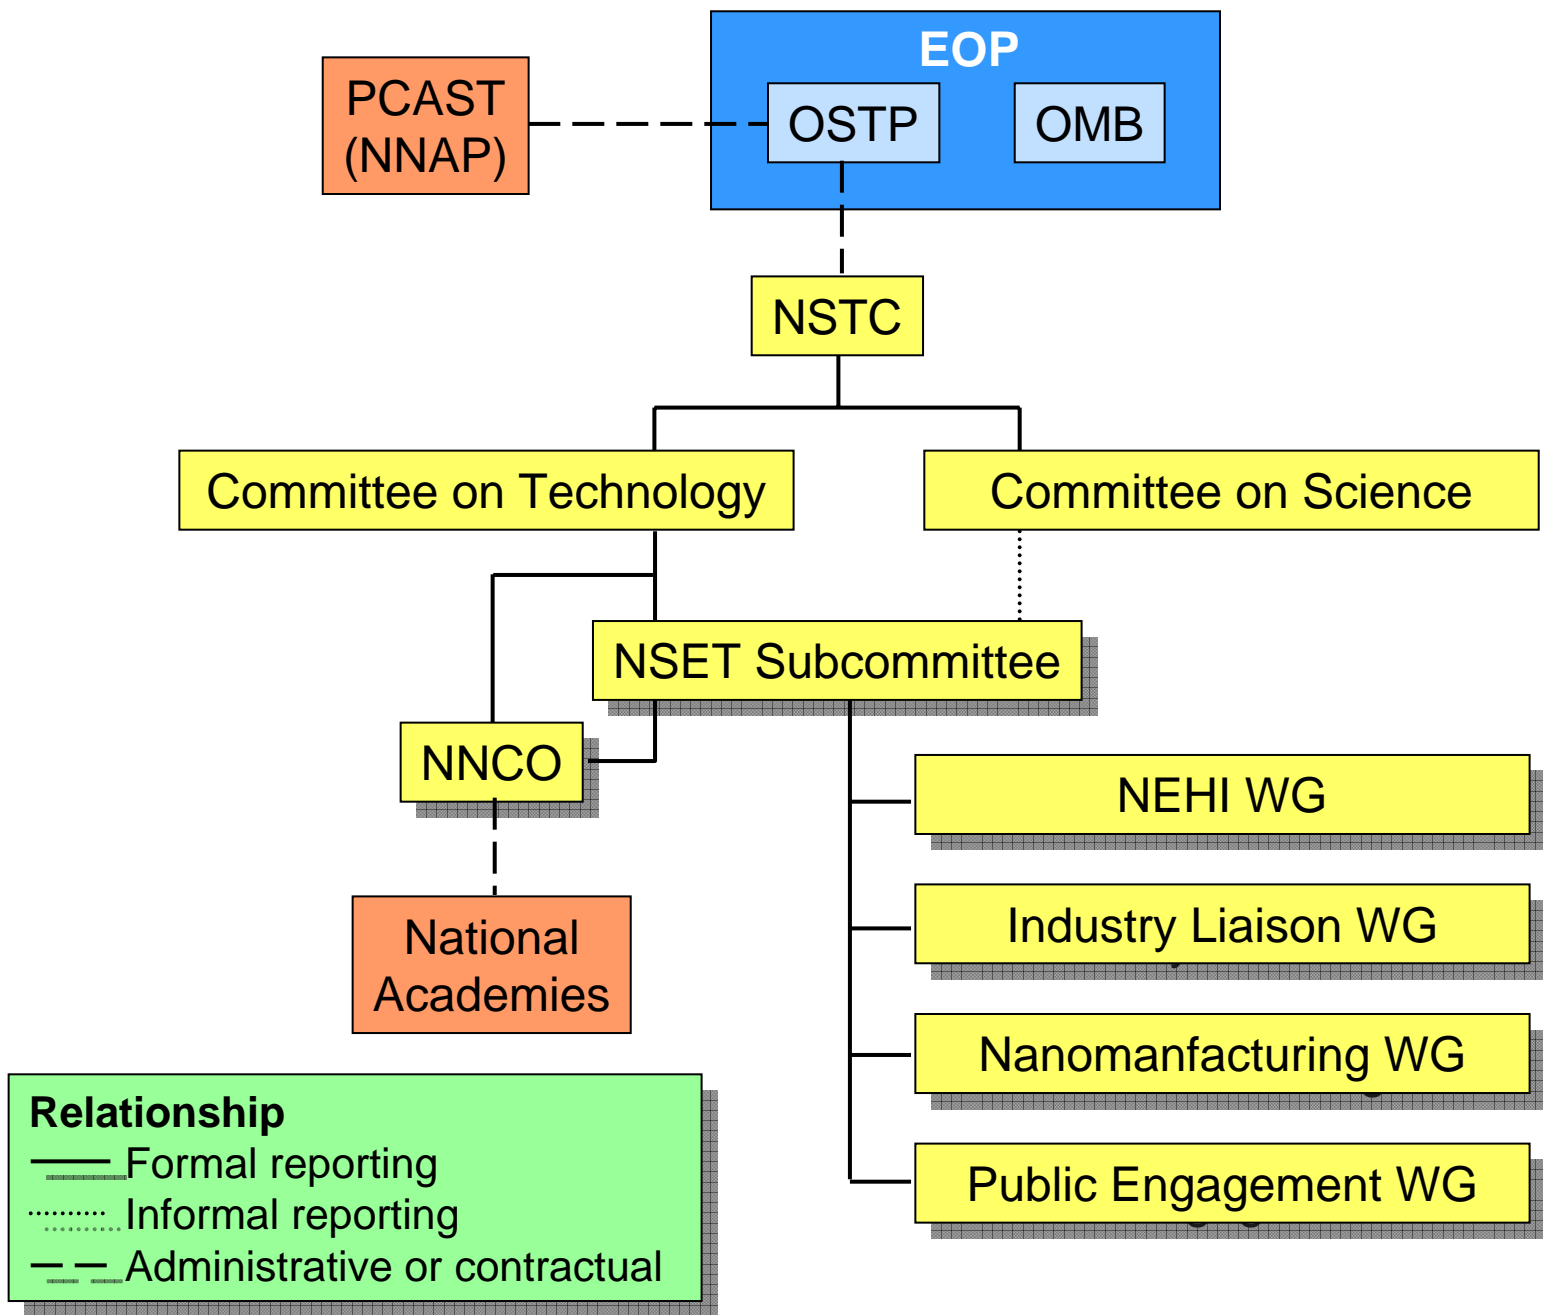 EOP
PCAST
(NNAP)
OSTP
OMB
NSTC
Committee on Technology
Committee on Science
NSET Subcommittee
NNCO
NEHI WG
National
Academies
Industry Liaison WG
Nanomanfacturing WG
Public Engagement WG
Relationship
Formal reporting
Informal reporting
Administrative or contractual